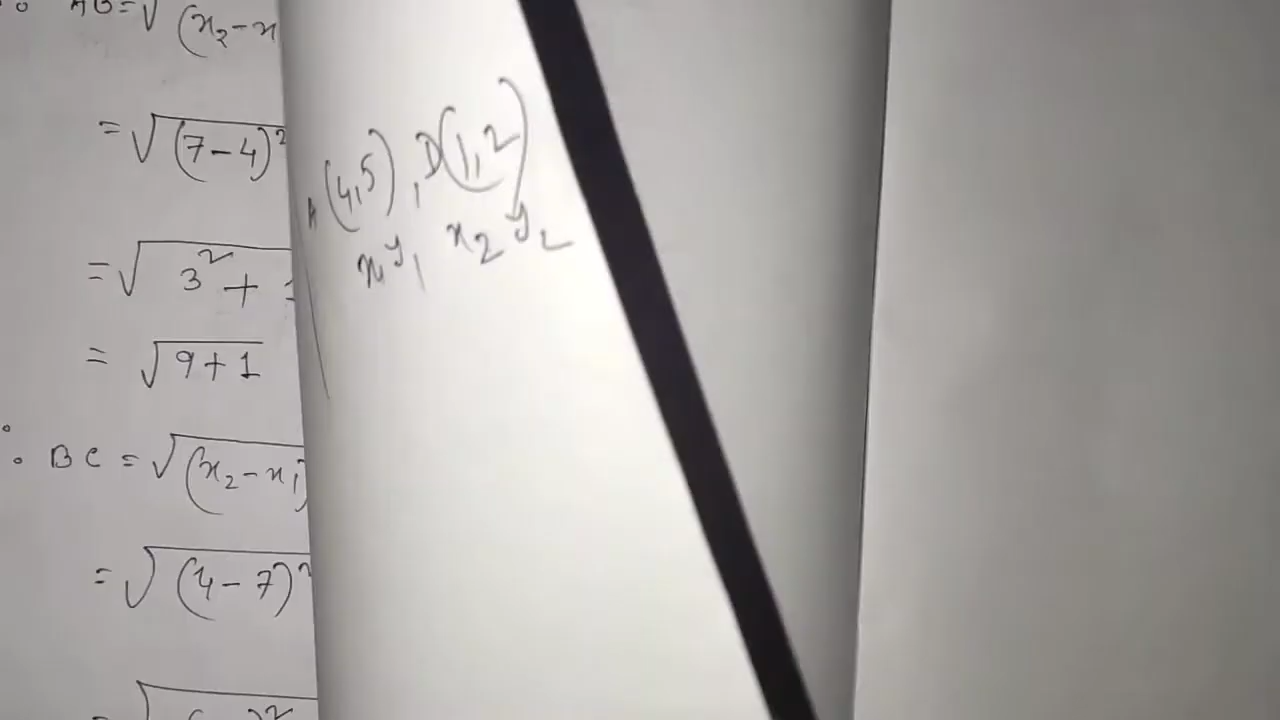 ∴ AB = √(x₂ - x
= √(7-4)²
= √3² +
= √9+1
∴ BC = √(x₂ - x₁)
= √(4-7)²
=
A(4,5), D(1,2)
x y₁ x₂ y₂